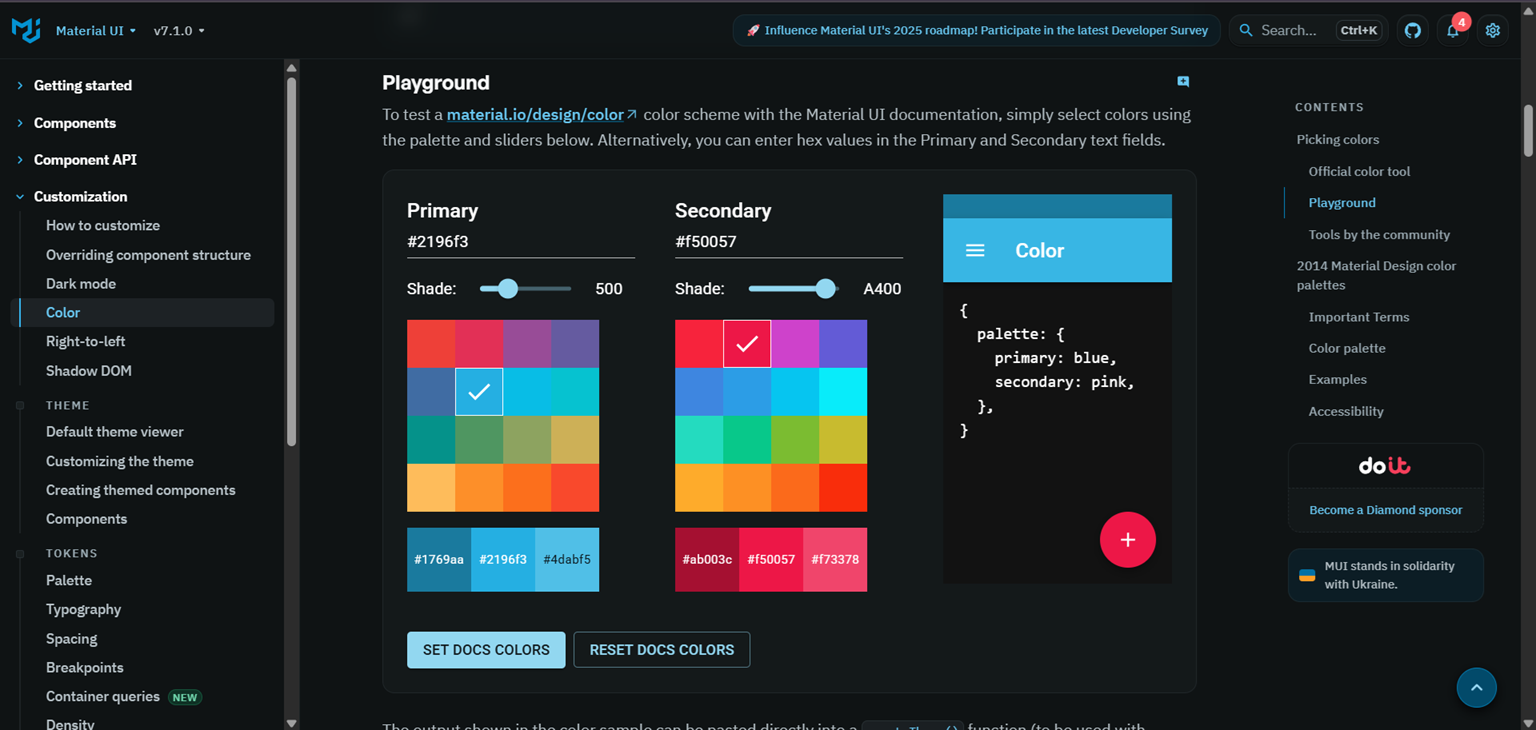 Material UI
v7.1.0
🚀 Influence Material UI's 2025 roadmap! Participate in the latest Developer Survey
Search...
Ctrl+K
4
Getting started
Components
Component API
Customization
How to customize
Overriding component structure
Dark mode
Color
Right-to-left
Shadow DOM
THEME
Default theme viewer
Customizing the theme
Creating themed components
Components
TOKENS
Palette
Typography
Spacing
Breakpoints
Container queries NEW
Density
Playground
To test a material.io/design/color color scheme with the Material UI documentation, simply select colors using
the palette and sliders below. Alternatively, you can enter hex values in the Primary and Secondary text fields.
Primary
#2196f3
Shade: 500
#1769aa #2196f3 #4dabf5
Secondary
#f50057
Shade: A400
#ab003c #f50057 #f73378
Color
{
palette: {
primary: blue,
secondary: pink,
},
}
SET DOCS COLORS
RESET DOCS COLORS
The output shown in the color sample can be pasted directly into a function (to be used with
CONTENTS
Picking colors
Official color tool
Playground
Tools by the community
2014 Material Design color
palettes
Important Terms
Color palette
Examples
Accessibility
doit
Become a Diamond sponsor
MUI stands in solidarity
with Ukraine.